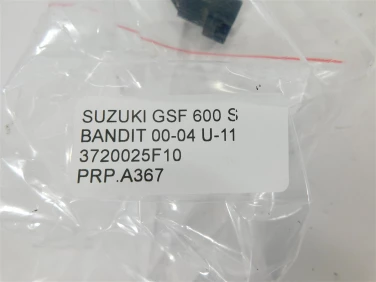 SUZUKI GSF 600 S
BANDIT 00-04 U-11
3720025F10
PRP.A367